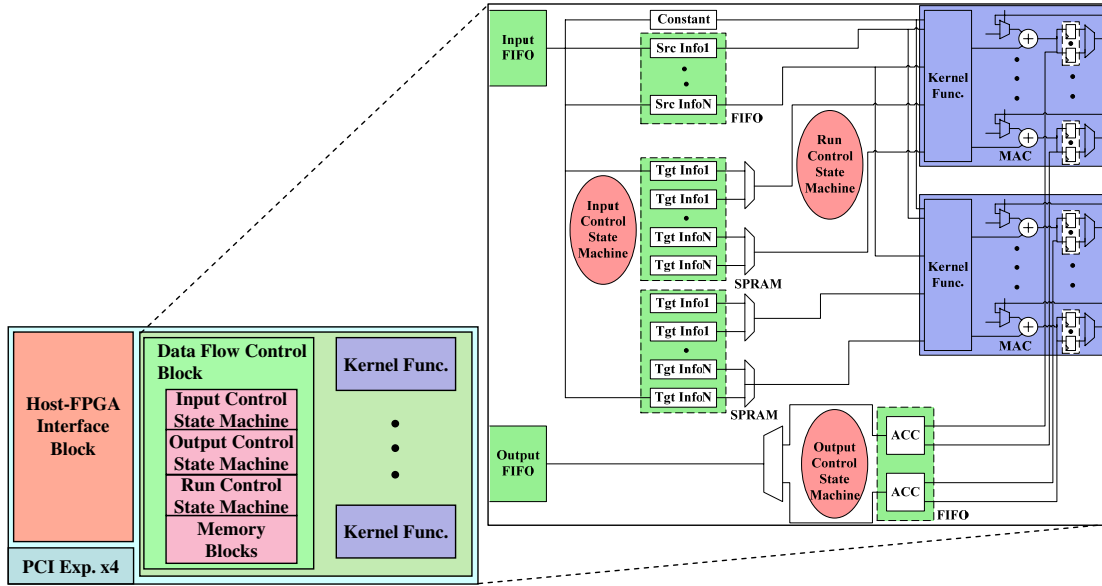 Host-FPGA
Interface
Block
PCI Exp. x4
Data Flow Control
Block
Input Control
State Machine
Output Control
State Machine
Run Control
State Machine
Memory
Blocks
Kernel Func.
Kernel Func.
Input
FIFO
Constant
Src Info1
Src InfoN
FIFO
Input
Control
State
Machine
Tgt Info1
Tgt Info1
Tgt InfoN
Tgt InfoN
SPRAM
Tgt Info1
Tgt Info1
Tgt InfoN
Tgt InfoN
SPRAM
Run
Control
State
Machine
Kernel
Func.
MAC
Kernel
Func.
MAC
Output
FIFO
Output
Control
State
Machine
ACC
ACC
FIFO